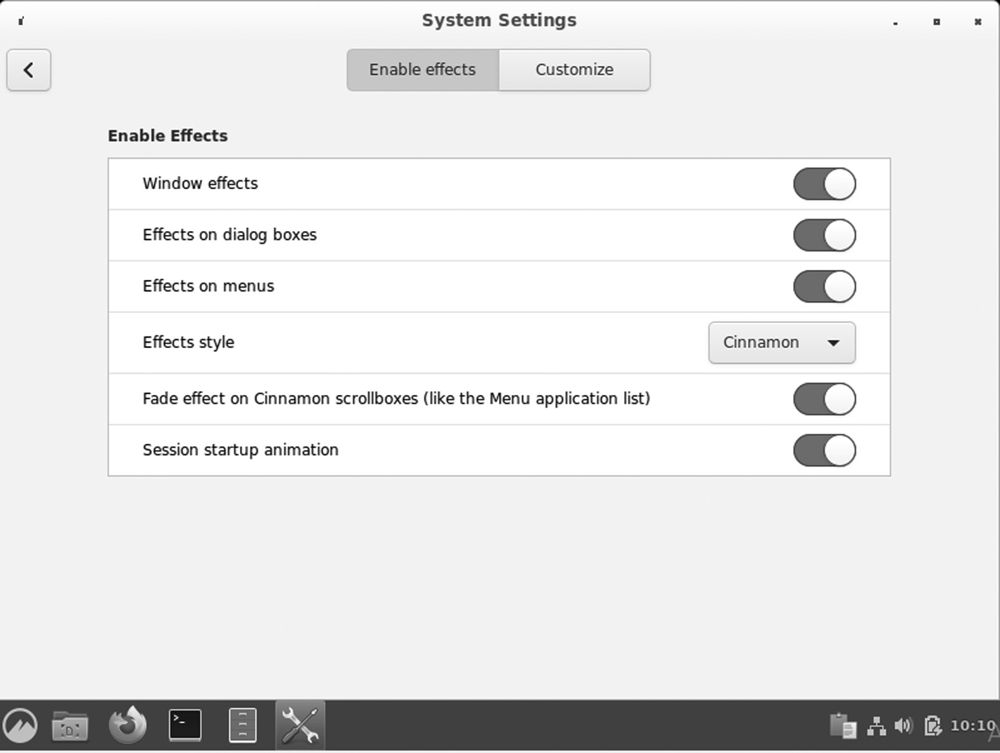 System Settings
Enable effects
Customize
Enable Effects
Window effects
Effects on dialog boxes
Effects on menus
Effects style
Cinnamon
Fade effect on Cinnamon scrollboxes (like the Menu application list)
Session startup animation
>_
D
10:10